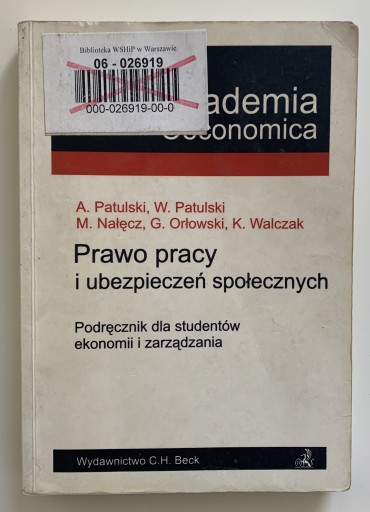 Biblioteka WSHiP w Warszawie
06 - 026919
000-026919-00-0
ademia
Oeconomica
A. Patulski, W. Patulski
M. Nałęcz, G. Orłowski, K. Walczak
Prawo pracy
i ubezpieczeń społecznych
Podręcznik dla studentów
ekonomii i zarządzania
Wydawnictwo C.H. Beck